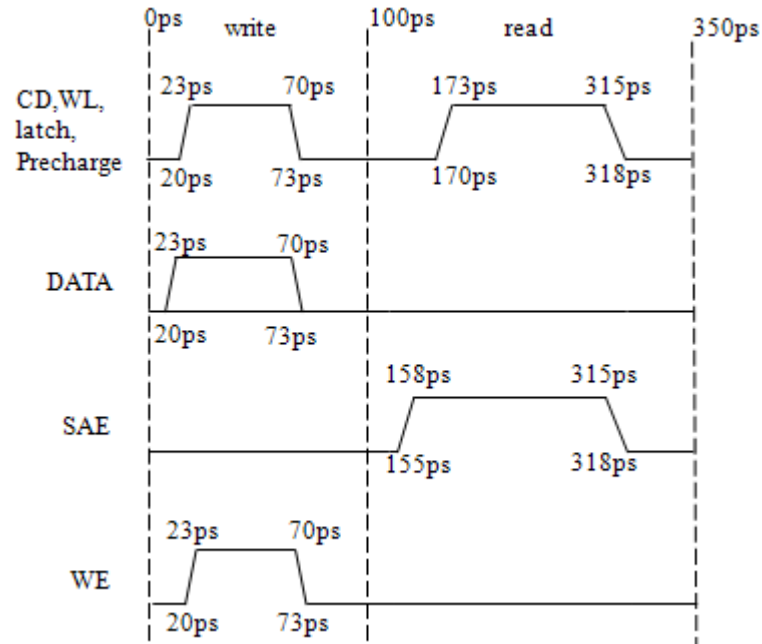 0ps write 100ps read 350ps
23ps 70ps 173ps 315ps
CD,WL,
latch,
Precharge
20ps 73ps 170ps 318ps
23ps 70ps
DATA
20ps 73ps
158ps 315ps
SAE
155ps 318ps
23ps 70ps
WE
20ps 73ps